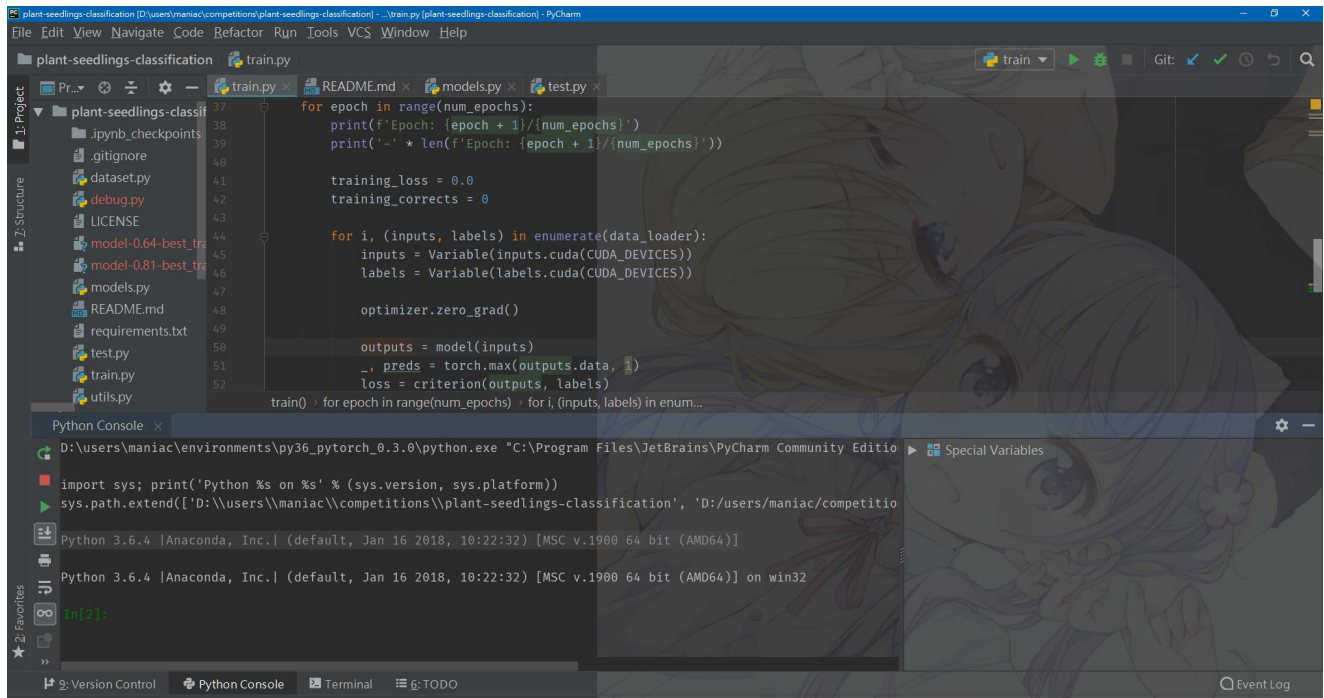 plant-seedlings-classification [D:\users\maniac\competitions\plant-seedlings-classification] - ...\train.py [plant-seedlings-classification] - PyCharm
File Edit View Navigate Code Refactor Run Tools VCS Window Help
plant-seedlings-classification train.py train Git:
1: Project
Z: Structure
2: Favorites
Pr...
plant-seedlings-classif
.ipynb_checkpoints
.gitignore
dataset.py
debug.py
LICENSE
model-0.64-best_tra
model-0.81-best_tra
models.py
README.md
requirements.txt
test.py
train.py
utils.py
train.py README.md models.py test.py
37 for epoch in range(num_epochs):
38 print(f'Epoch: {epoch + 1}/{num_epochs}')
39 print('-' * len(f'Epoch: {epoch + 1}/{num_epochs}'))
40
41 training_loss = 0.0
42 training_corrects = 0
43
44 for i, (inputs, labels) in enumerate(data_loader):
45 inputs = Variable(inputs.cuda(CUDA_DEVICES))
46 labels = Variable(labels.cuda(CUDA_DEVICES))
47
48 optimizer.zero_grad()
49
50 outputs = model(inputs)
51 _, preds = torch.max(outputs.data, 1)
52 loss = criterion(outputs, labels)
train() › for epoch in range(num_epochs) › for i, (inputs, labels) in enum...
Python Console
D:\users\maniac\environments\py36_pytorch_0.3.0\python.exe "C:\Program Files\JetBrains\PyCharm Community Editio
import sys; print('Python %s on %s' % (sys.version, sys.platform))
sys.path.extend(['D:\\users\\maniac\\competitions\\plant-seedlings-classification', 'D:/users/maniac/competitio
Python 3.6.4 |Anaconda, Inc.| (default, Jan 16 2018, 10:22:32) [MSC v.1900 64 bit (AMD64)]
Python 3.6.4 |Anaconda, Inc.| (default, Jan 16 2018, 10:22:32) [MSC v.1900 64 bit (AMD64)] on win32
In[2]:
Special Variables
9: Version Control Python Console Terminal 6: TODO Event Log